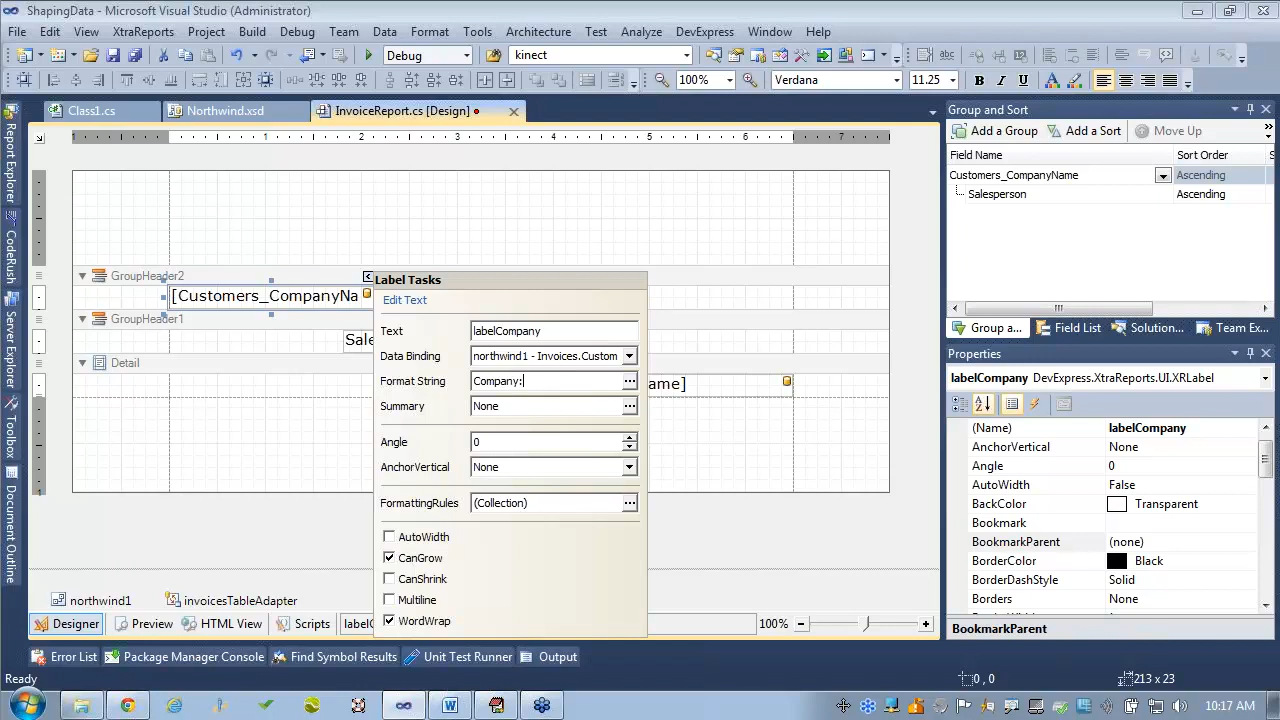 ShapingData - Microsoft Visual Studio (Administrator)
File Edit View XtraReports Project Build Debug Team Data Format Tools Architecture Test Analyze DevExpress Window Help
Debug kinect
100% Verdana 11.25 B I U A
Class1.cs Northwind.xsd InvoiceReport.cs [Design]
1 1 2 3 4 5 6 7
GroupHeader2
[Customers_CompanyNa
GroupHeader1
Sale
Detail
ame]
Label Tasks
Edit Text
Text labelCompany
Data Binding northwind1 - Invoices.Custom
Format String Company:
Summary None
Angle 0
AnchorVertical None
FormattingRules (Collection)
AutoWidth
CanGrow
CanShrink
Multiline
WordWrap
northwind1 invoicesTableAdapter
Designer Preview HTML View Scripts 100%
Report Explorer
CodeRush
Server Explorer
Toolbox
Document Outline
Group and Sort
Add a Group Add a Sort Move Up
Field Name Sort Order S
Customers_CompanyName Ascending
Salesperson Ascending
Group a... Field List Solution... Team Ex...
Properties
labelCompany DevExpress.XtraReports.UI.XRLabel
(Name) labelCompany
AnchorVertical None
Angle 0
AutoWidth False
BackColor Transparent
Bookmark
BookmarkParent (none)
BorderColor Black
BorderDashStyle Solid
Borders None
BookmarkParent
Error List Package Manager Console Find Symbol Results Unit Test Runner Output
Ready 0 , 0 213 x 23
10:17 AM